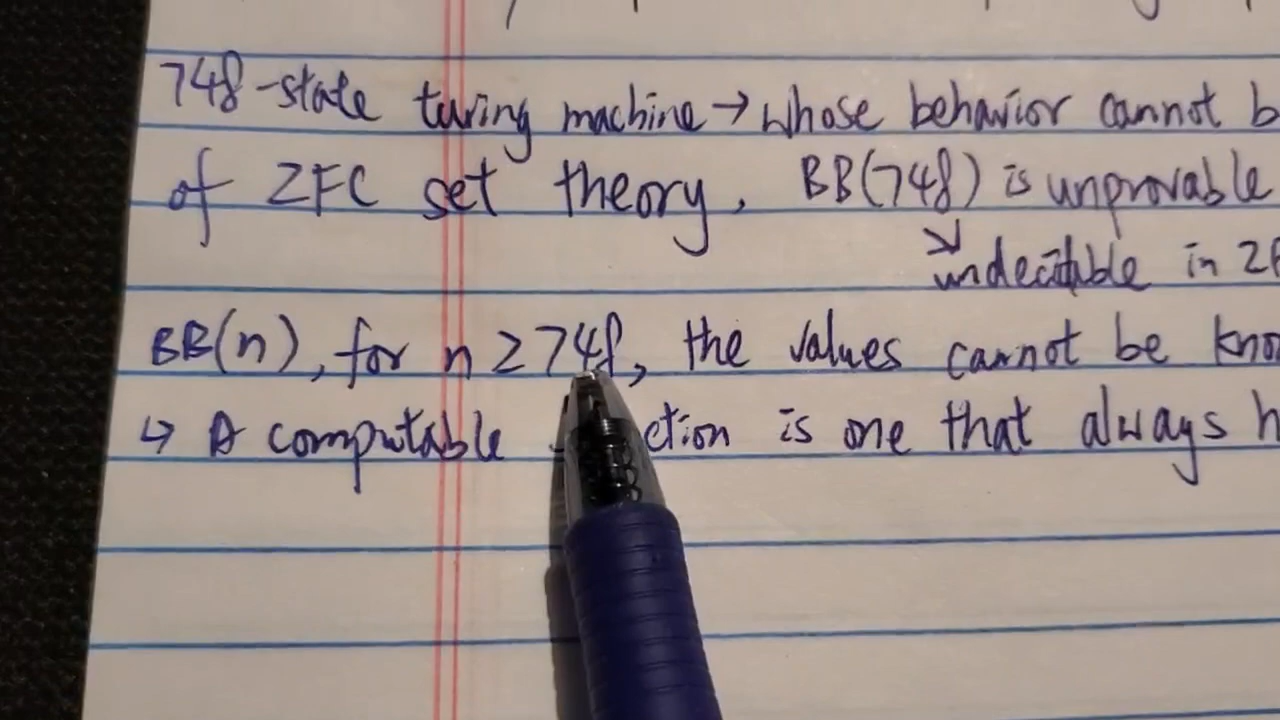 748-state turing machine → whose behavior cannot b
of ZFC set theory, BB(748) is unprovable
↘ undecidable in ZF
BB(n), for n ≥ 748, the values cannot be kno
↳ A computable ction is one that always h